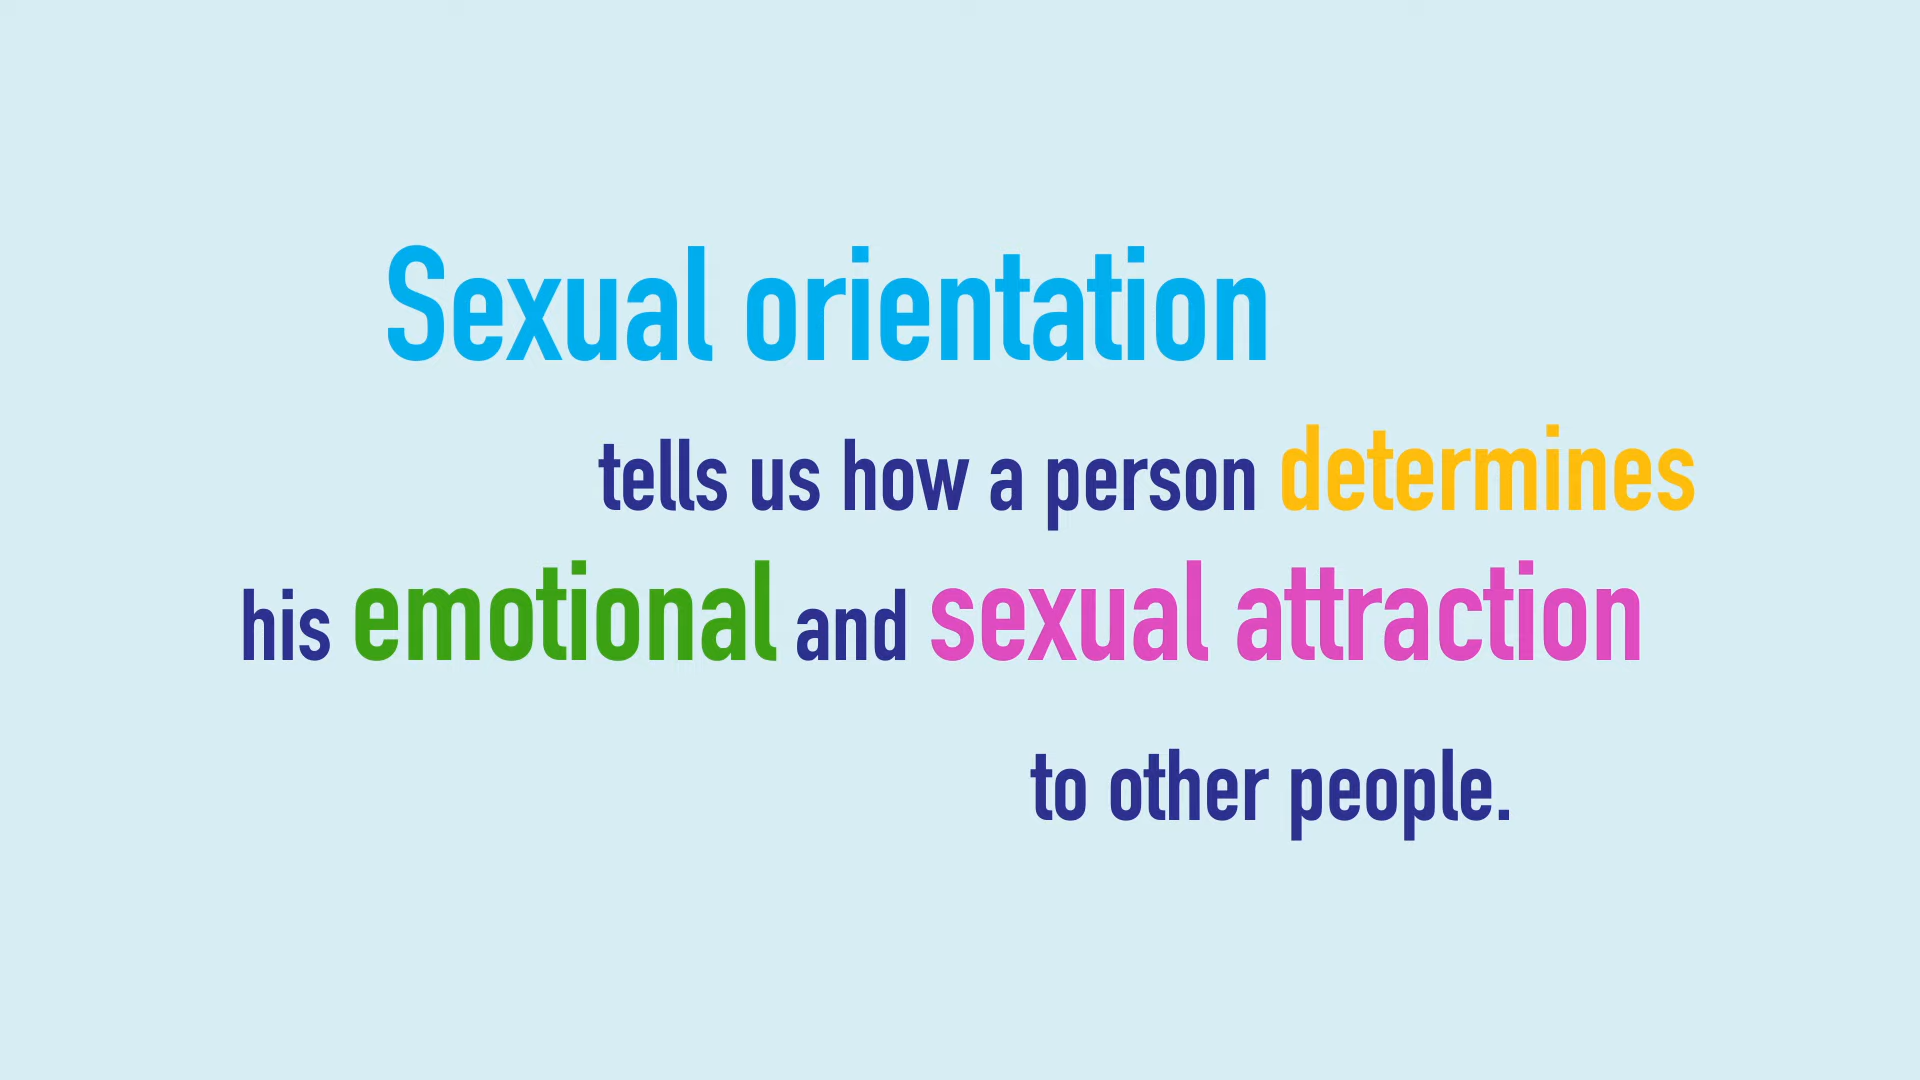 Sexual orientation
tells us how a person determines
his emotional and sexual attraction
to other people.